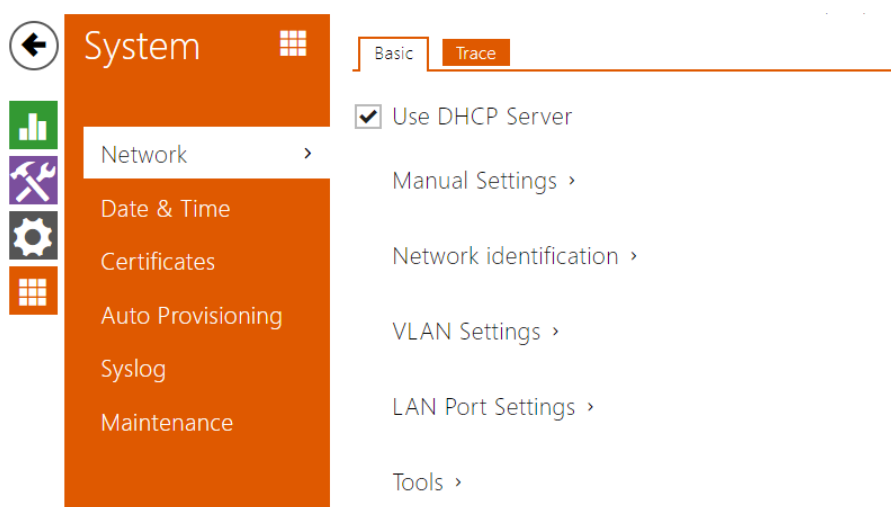 System
Network
Date & Time
Certificates
Auto Provisioning
Syslog
Maintenance
Basic Trace
Use DHCP Server
Manual Settings ›
Network identification ›
VLAN Settings ›
LAN Port Settings ›
Tools ›